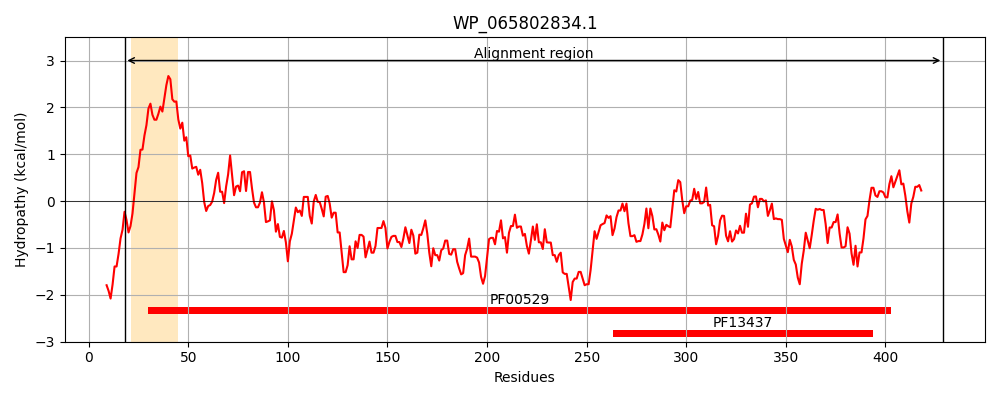 WP_065802834.1
Alignment region
Hydropathy (kcal/mol)
3
2
1
0
−1
−2
−3
PF00529
PF13437
0 50 100 150 200 250 300 350 400
Residues